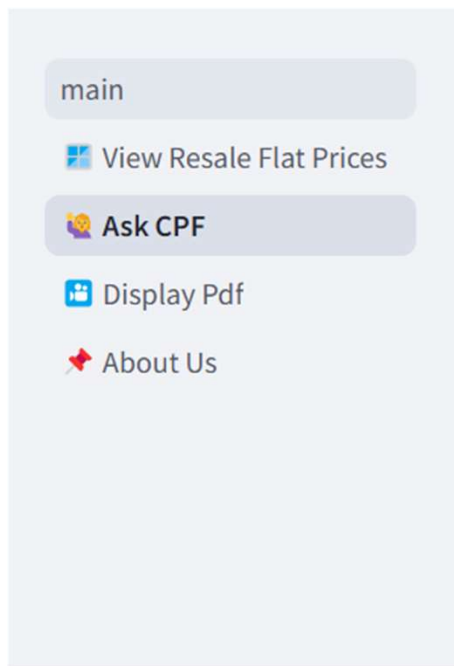 main
View Resale Flat Prices
Ask CPF
Display Pdf
About Us